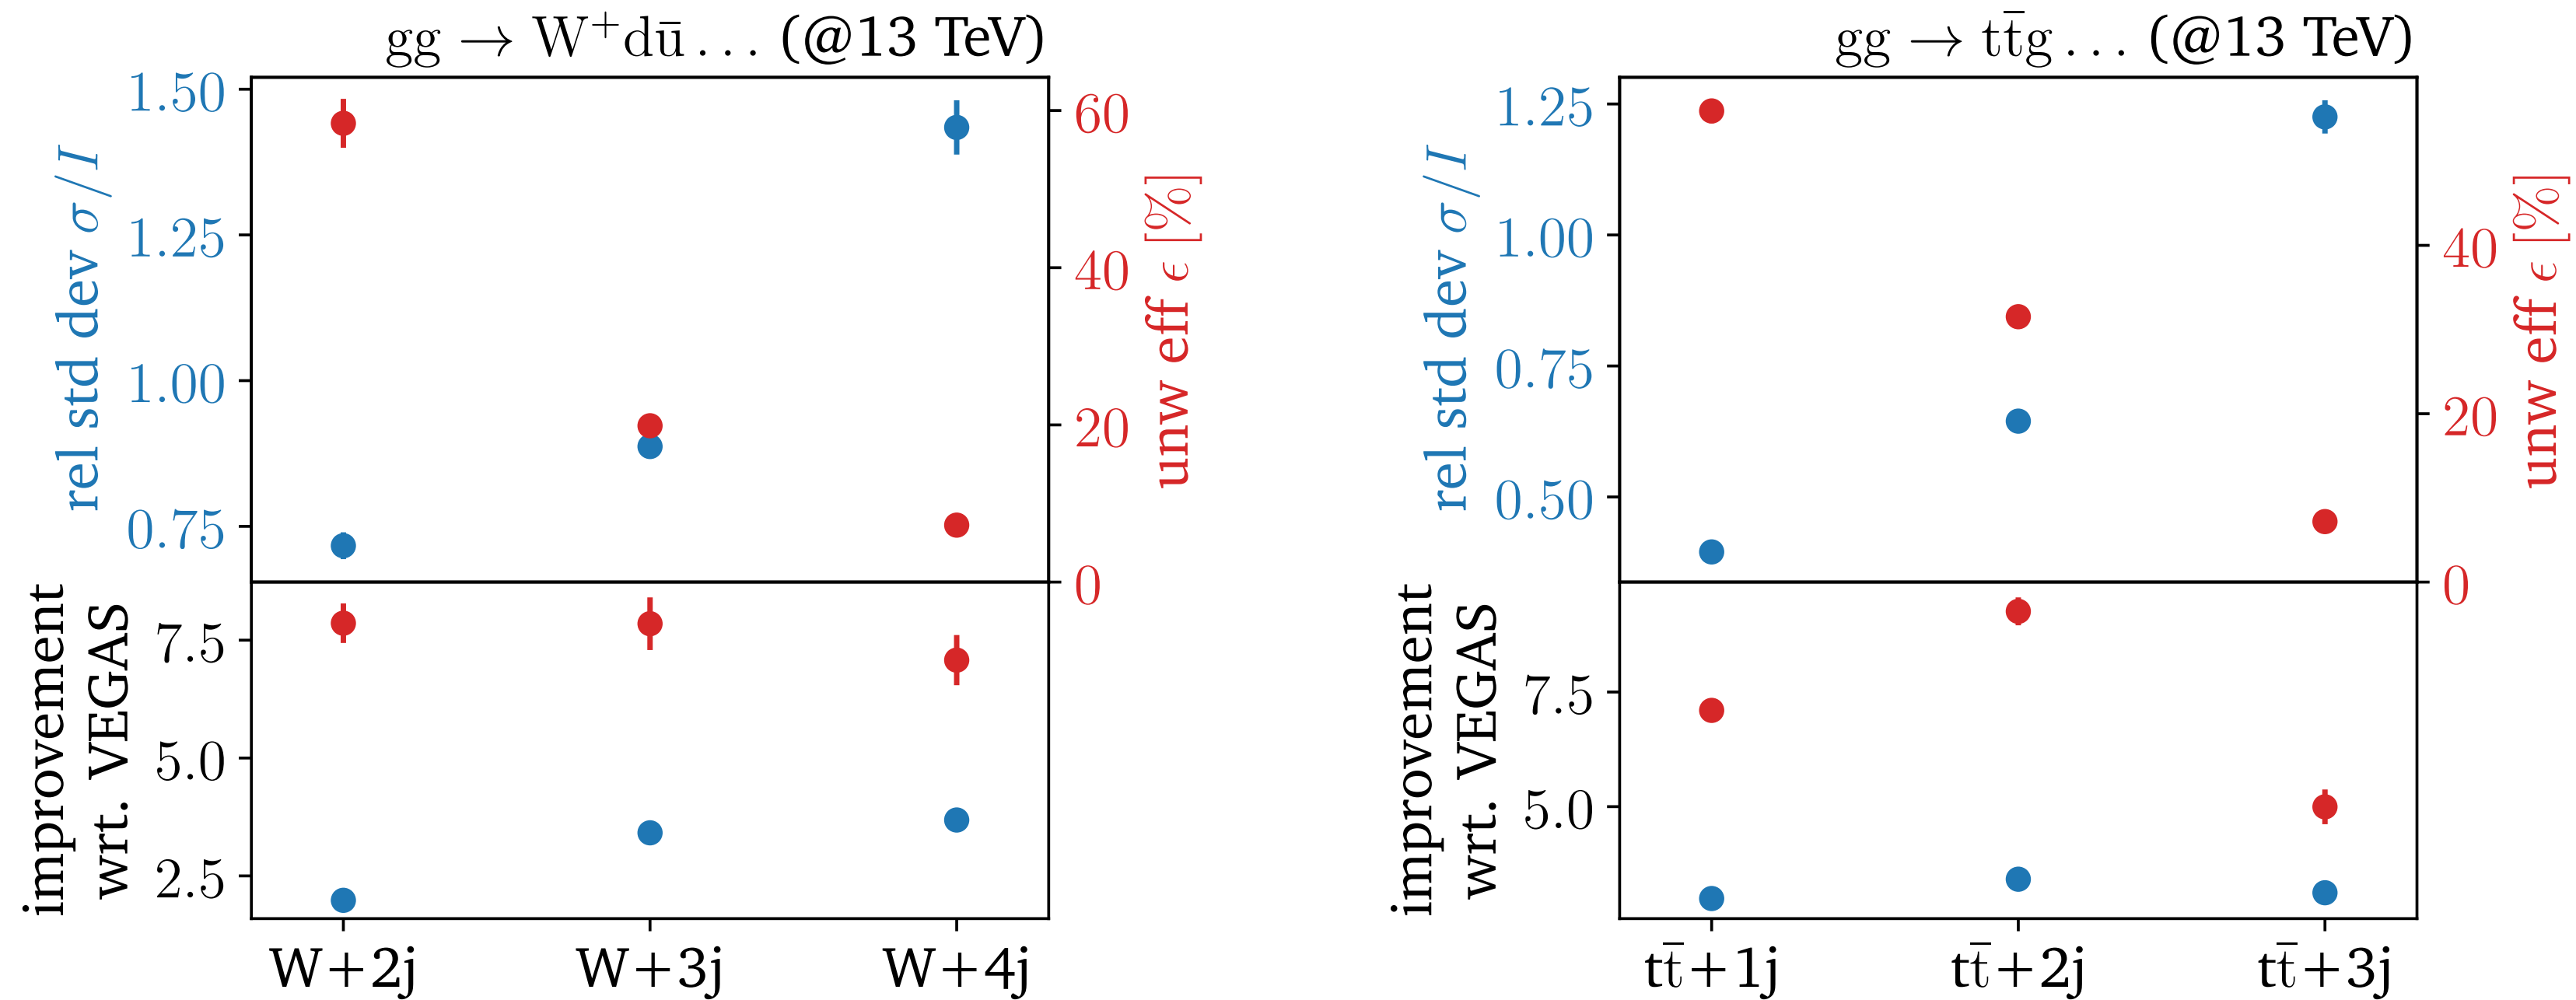 gg → W⁺dū ... (@13 TeV)
rel std dev σ/I
1.50
1.25
1.00
0.75
60
40
20
0
unw eff ϵ [%]
improvement
wrt. VEGAS
7.5
5.0
2.5
W+2j
W+3j
W+4j
gg → tt̄g ... (@13 TeV)
rel std dev σ/I
1.25
1.00
0.75
0.50
40
20
0
unw eff ϵ [%]
improvement
wrt. VEGAS
7.5
5.0
tt̄+1j
tt̄+2j
tt̄+3j